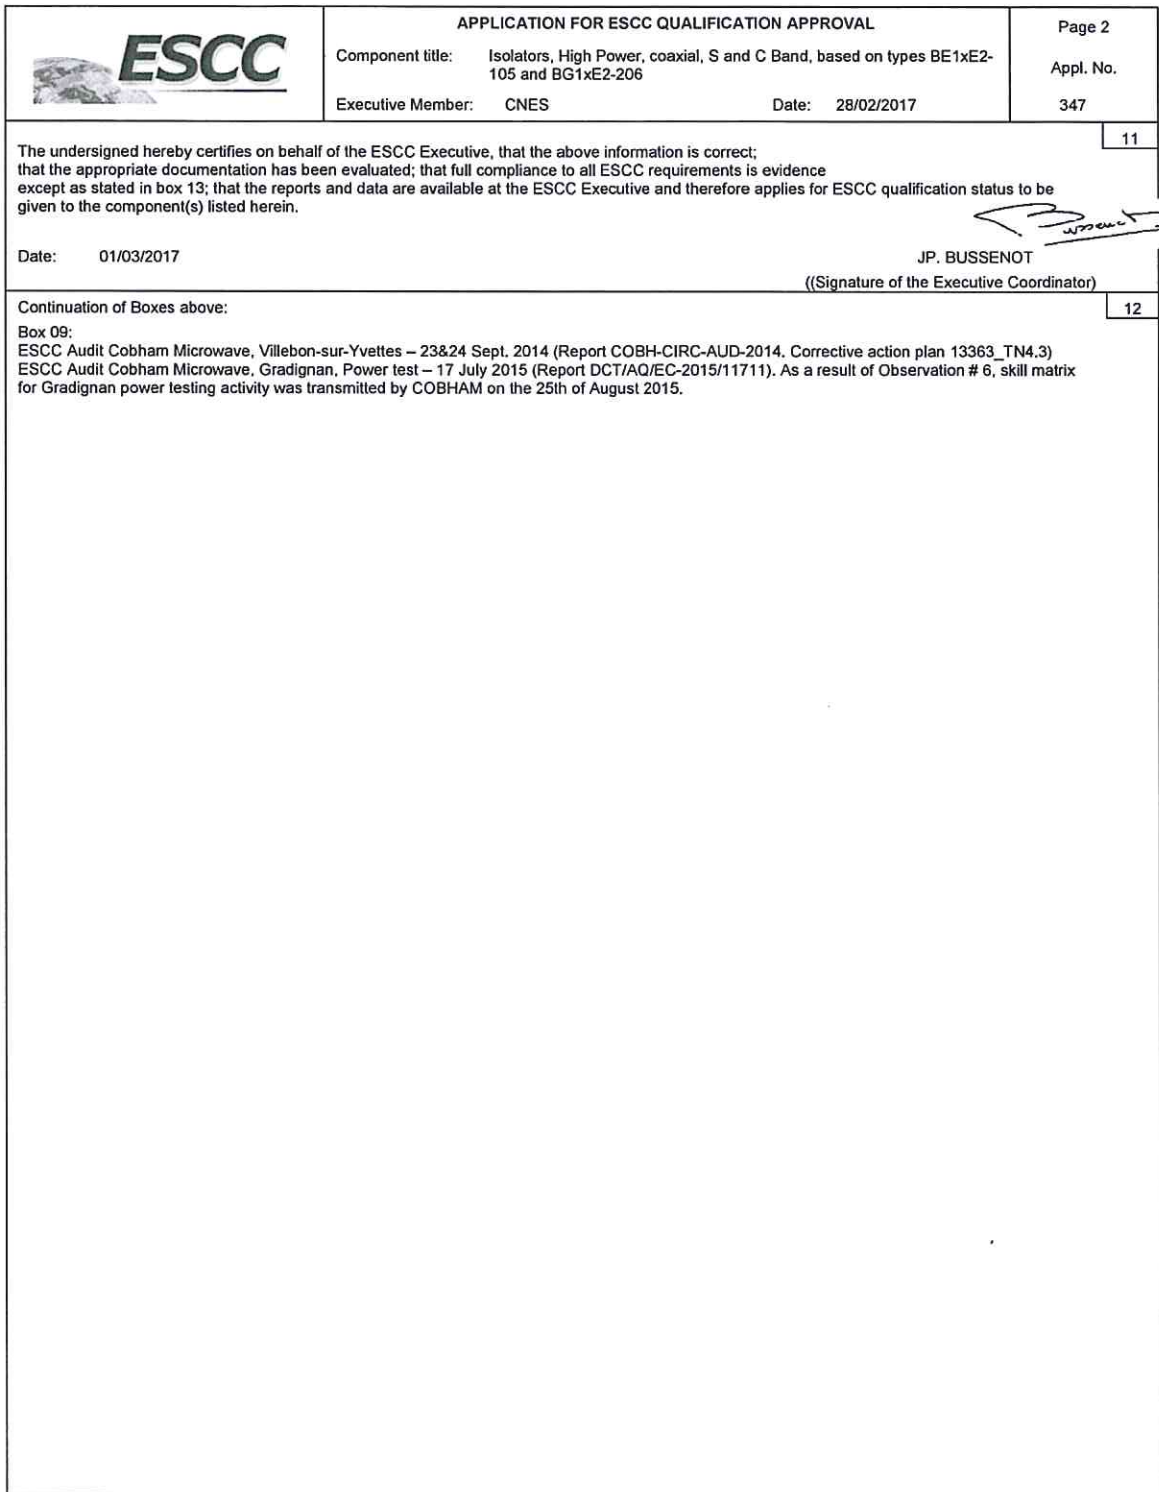 ESCC
APPLICATION FOR ESCC QUALIFICATION APPROVAL
Component title: Isolators, High Power, coaxial, S and C Band, based on types BE1xE2-
105 and BG1xE2-206
Executive Member: CNES Date: 28/02/2017
Page 2
Appl. No.
347
11
The undersigned hereby certifies on behalf of the ESCC Executive, that the above information is correct;
that the appropriate documentation has been evaluated; that full compliance to all ESCC requirements is evidence
except as stated in box 13; that the reports and data are available at the ESCC Executive and therefore applies for ESCC qualification status to be
given to the component(s) listed herein.
Bussenot
Date: 01/03/2017 JP. BUSSENOT
((Signature of the Executive Coordinator)
Continuation of Boxes above: 12
Box 09:
ESCC Audit Cobham Microwave, Villebon-sur-Yvettes – 23&24 Sept. 2014 (Report COBH-CIRC-AUD-2014. Corrective action plan 13363_TN4.3)
ESCC Audit Cobham Microwave, Gradignan, Power test – 17 July 2015 (Report DCT/AQ/EC-2015/11711). As a result of Observation # 6, skill matrix
for Gradignan power testing activity was transmitted by COBHAM on the 25th of August 2015.